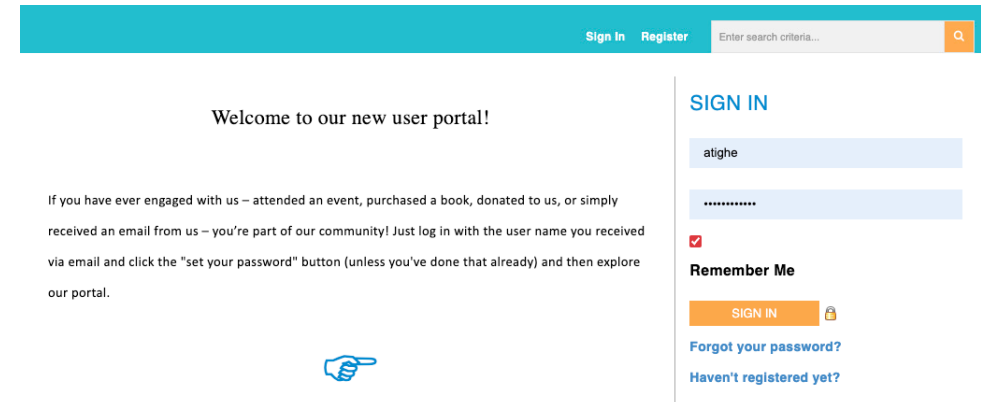 Sign In Register Enter search criteria...
Welcome to our new user portal!
If you have ever engaged with us – attended an event, purchased a book, donated to us, or simply
received an email from us – you're part of our community! Just log in with the user name you received
via email and click the "set your password" button (unless you've done that already) and then explore
our portal.
SIGN IN
atighe
••••••••••••
Remember Me
SIGN IN
Forgot your password?
Haven't registered yet?